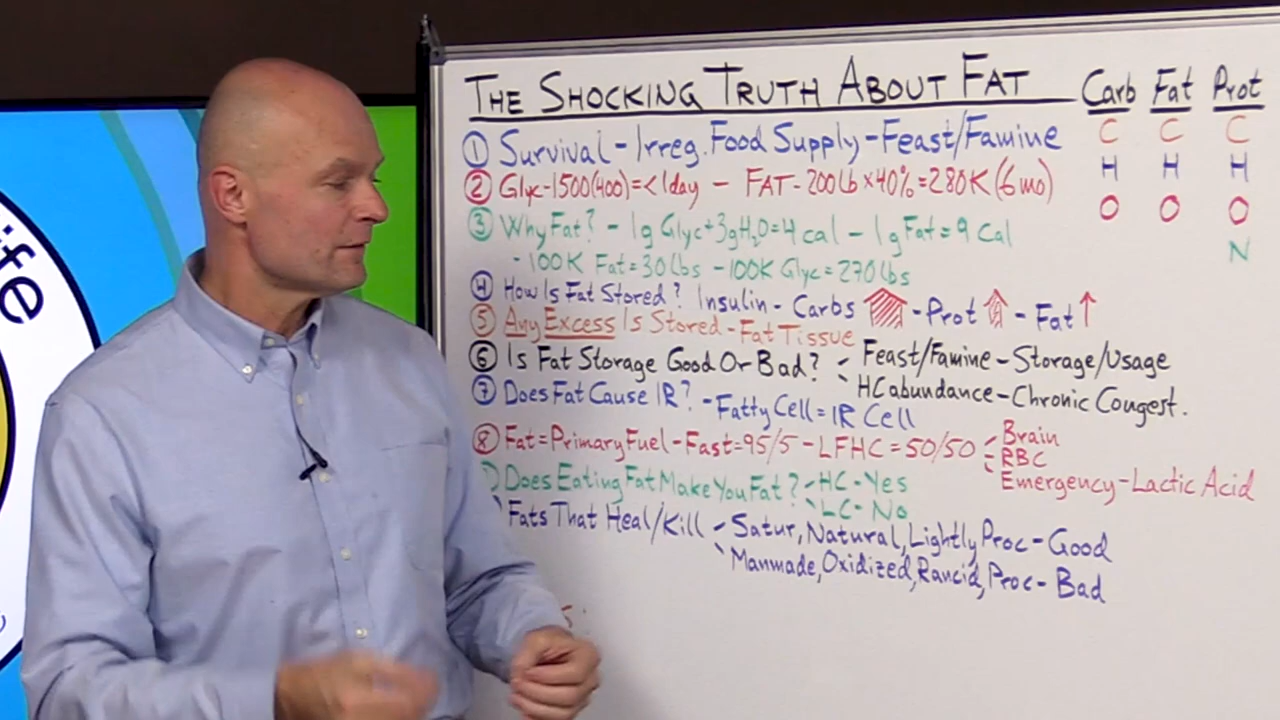 THE SHOCKING TRUTH ABOUT FAT
Carb Fat Prot
C C C
H H H
O O O
N
① Survival - Irreg. Food Supply - Feast/Famine
② Glyc - 1500(400) = <1day - FAT - 200lb x 40% = 280K (6mo)
③ Why Fat? - 1g Glyc + 3g H2O = 4 cal - 1g Fat = 9 Cal
- 100K Fat = 30 lbs - 100K Glyc = 270 lbs
④ How Is Fat Stored? Insulin - Carbs - Prot - Fat ↑
⑤ Any Excess Is Stored - Fat Tissue
⑥ Is Fat Storage Good Or Bad? - Feast/Famine - Storage/Usage
- HC abundance - Chronic Congest.
⑦ Does Fat Cause IR? - Fatty Cell = IR Cell
⑧ Fat = Primary Fuel - Fast = 95/5 - LFHC = 50/50 - Brain
- RBC
- Emergency - Lactic Acid
Does Eating Fat Make You Fat? - HC - Yes
- LC - No
Fats That Heal/Kill - Satur, Natural, Lightly Proc - Good
- Manmade, Oxidized, Rancid, Proc - Bad
ife